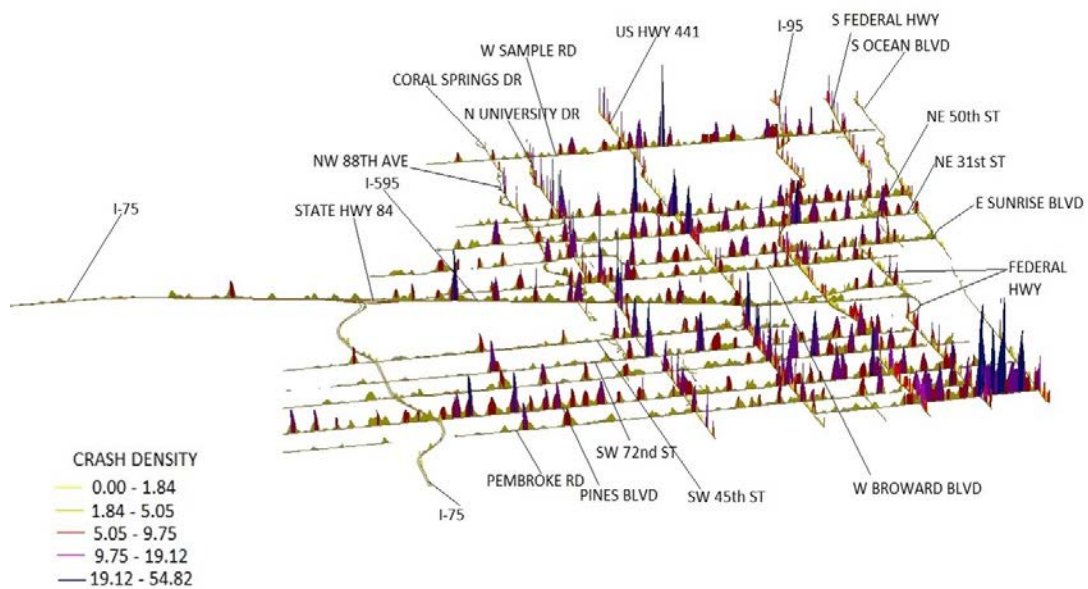 S FEDERAL HWY
I-95
US HWY 441
S OCEAN BLVD
W SAMPLE RD
CORAL SPRINGS DR
NE 50th ST
N UNIVERSITY DR
NE 31st ST
NW 88TH AVE
I-595
I-75
STATE HWY 84
E SUNRISE BLVD
FEDERAL
HWY
CRASH DENSITY
0.00 - 1.84
1.84 - 5.05
5.05 - 9.75
9.75 - 19.12
19.12 - 54.82
SW 72nd ST
PEMBROKE RD
PINES BLVD
SW 45th ST
W BROWARD BLVD
I-75